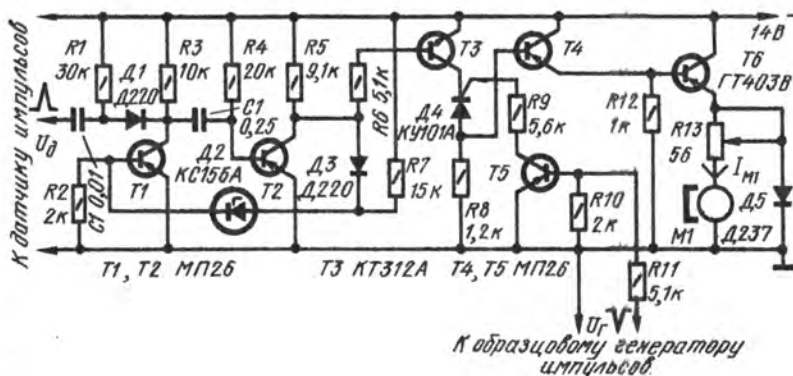 14В
R1
30к
R3
10к
R4
20к
R5
9,1к
Д1
Д220
C1
0,25
R6 5,1к
T3
T4
T6
ГТ403В
Д4
КУ101А
R9
5,6к
R12
1к
R13
56
I М1
Uд
К датчику импульсов
R2
2к
C1 0,01
T1
Д2
КС156А
T2
Д3
Д220
R7
15к
R8
1,2к
T5
R10
2к
М1
Д5
Д237
T1, T2 МП26
T3 КТ312А
T4, T5 МП26
R11
5,1к
Uг
К образцовому генератору
импульсов